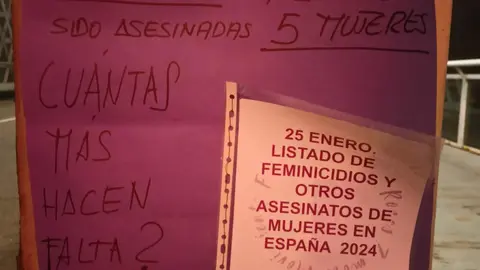 SIDO ASESINADAS 5 MUJERES
CUÁNTAS
MÁS
HACEN
FALTA?
25 ENERO.
LISTADO DE
FEMINICIDIOS Y
OTROS
ASESINATOS DE
MUJERES EN
ESPAÑA 2024